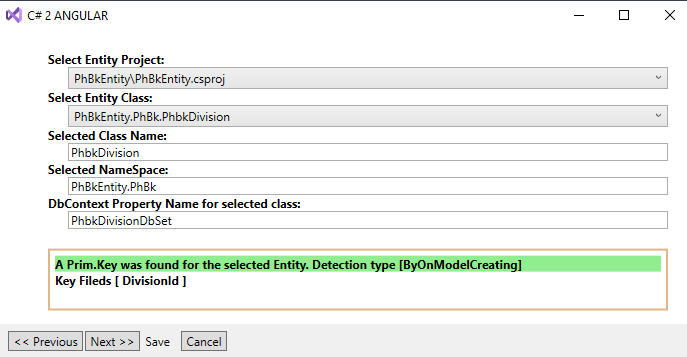 C# 2 ANGULAR
Select Entity Project:
PhBkEntity\PhBkEntity.csproj
Select Entity Class:
PhBkEntity.PhBk.PhbkDivision
Selected Class Name:
PhbkDivision
Selected NameSpace:
PhBkEntity.PhBk
DbContext Property Name for selected class:
PhbkDivisionDbSet
A Prim.Key was found for the selected Entity. Detection type [ByOnModelCreating]
Key Fileds [ DivisionId ]
<< Previous Next >> Save Cancel